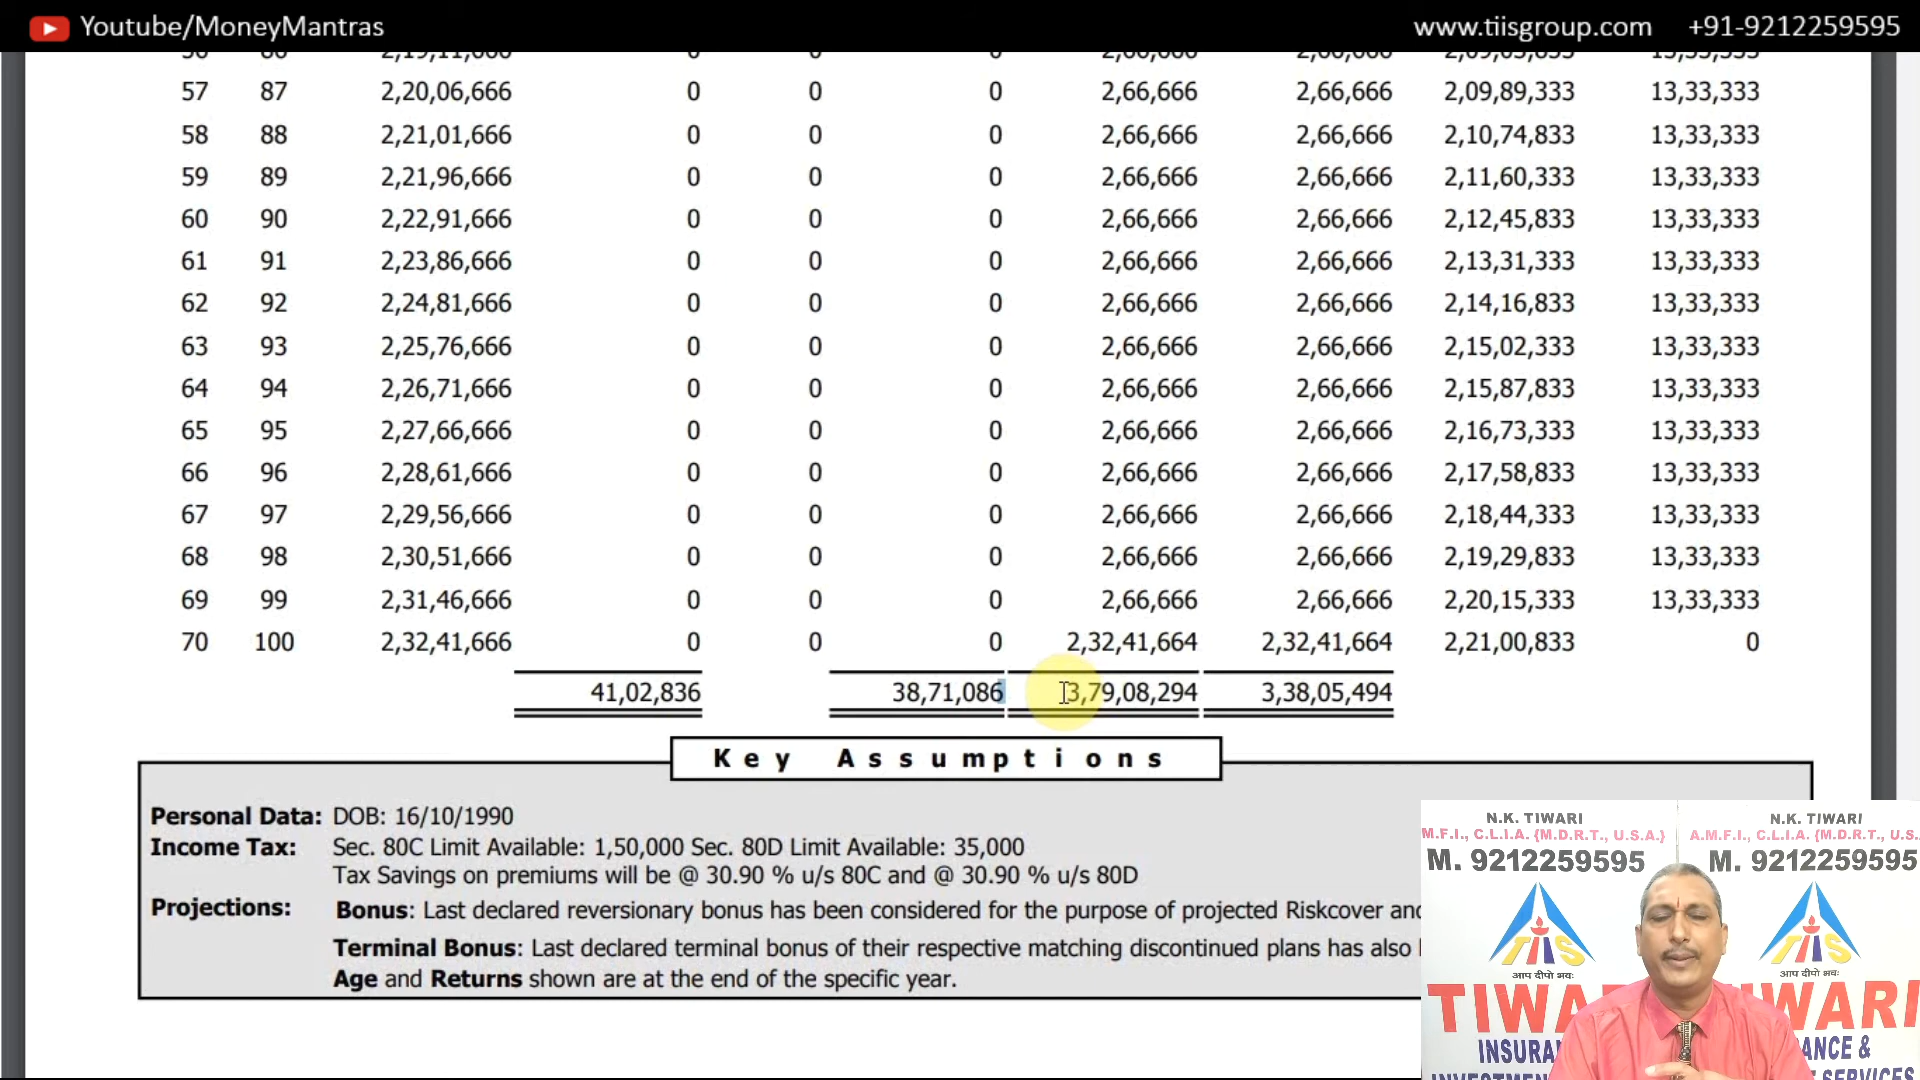 Youtube/MoneyMantras www.tiisgroup.com +91-9212259595
57 87 2,20,06,666 0 0 0 2,66,666 2,66,666 2,09,89,333 13,33,333
58 88 2,21,01,666 0 0 0 2,66,666 2,66,666 2,10,74,833 13,33,333
59 89 2,21,96,666 0 0 0 2,66,666 2,66,666 2,11,60,333 13,33,333
60 90 2,22,91,666 0 0 0 2,66,666 2,66,666 2,12,45,833 13,33,333
61 91 2,23,86,666 0 0 0 2,66,666 2,66,666 2,13,31,333 13,33,333
62 92 2,24,81,666 0 0 0 2,66,666 2,66,666 2,14,16,833 13,33,333
63 93 2,25,76,666 0 0 0 2,66,666 2,66,666 2,15,02,333 13,33,333
64 94 2,26,71,666 0 0 0 2,66,666 2,66,666 2,15,87,833 13,33,333
65 95 2,27,66,666 0 0 0 2,66,666 2,66,666 2,16,73,333 13,33,333
66 96 2,28,61,666 0 0 0 2,66,666 2,66,666 2,17,58,833 13,33,333
67 97 2,29,56,666 0 0 0 2,66,666 2,66,666 2,18,44,333 13,33,333
68 98 2,30,51,666 0 0 0 2,66,666 2,66,666 2,19,29,833 13,33,333
69 99 2,31,46,666 0 0 0 2,66,666 2,66,666 2,20,15,333 13,33,333
70 100 2,32,41,666 0 0 0 2,32,41,664 2,32,41,664 2,21,00,833 0
41,02,836 38,71,086 3,79,08,294 3,38,05,494
Key Assumptions
Personal Data: DOB: 16/10/1990
Income Tax: Sec. 80C Limit Available: 1,50,000 Sec. 80D Limit Available: 35,000
Tax Savings on premiums will be @ 30.90 % u/s 80C and @ 30.90 % u/s 80D
Projections: Bonus: Last declared reversionary bonus has been considered for the purpose of projected Riskcover and
Terminal Bonus: Last declared terminal bonus of their respective matching discontinued plans has also
Age and Returns shown are at the end of the specific year.
N.K. TIWARI
M.F.I., C.L.I.A. {M.D.R.T., U.S.A.}
M. 9212259595
TIIS
आप दीपो भवः
TIWA
INSURA
N.K. TIWARI
A.M.F.I., C.L.I.A. {M.D.R.T., U.S.
M. 9212259595
TIIS
आप दीपो भवः
WARI
ANCE &
SERVICES